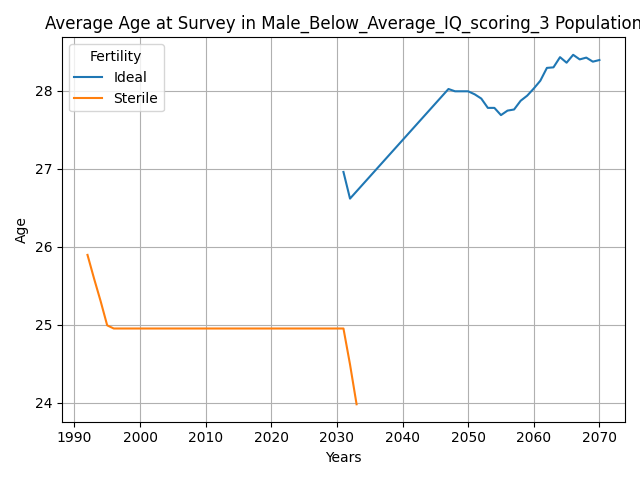 Average Age at Survey in Male_Below_Average_IQ_scoring_3 Population
Fertility
Ideal
Sterile
28
27
26
25
24
Age
1990 2000 2010 2020 2030 2040 2050 2060 2070
Years